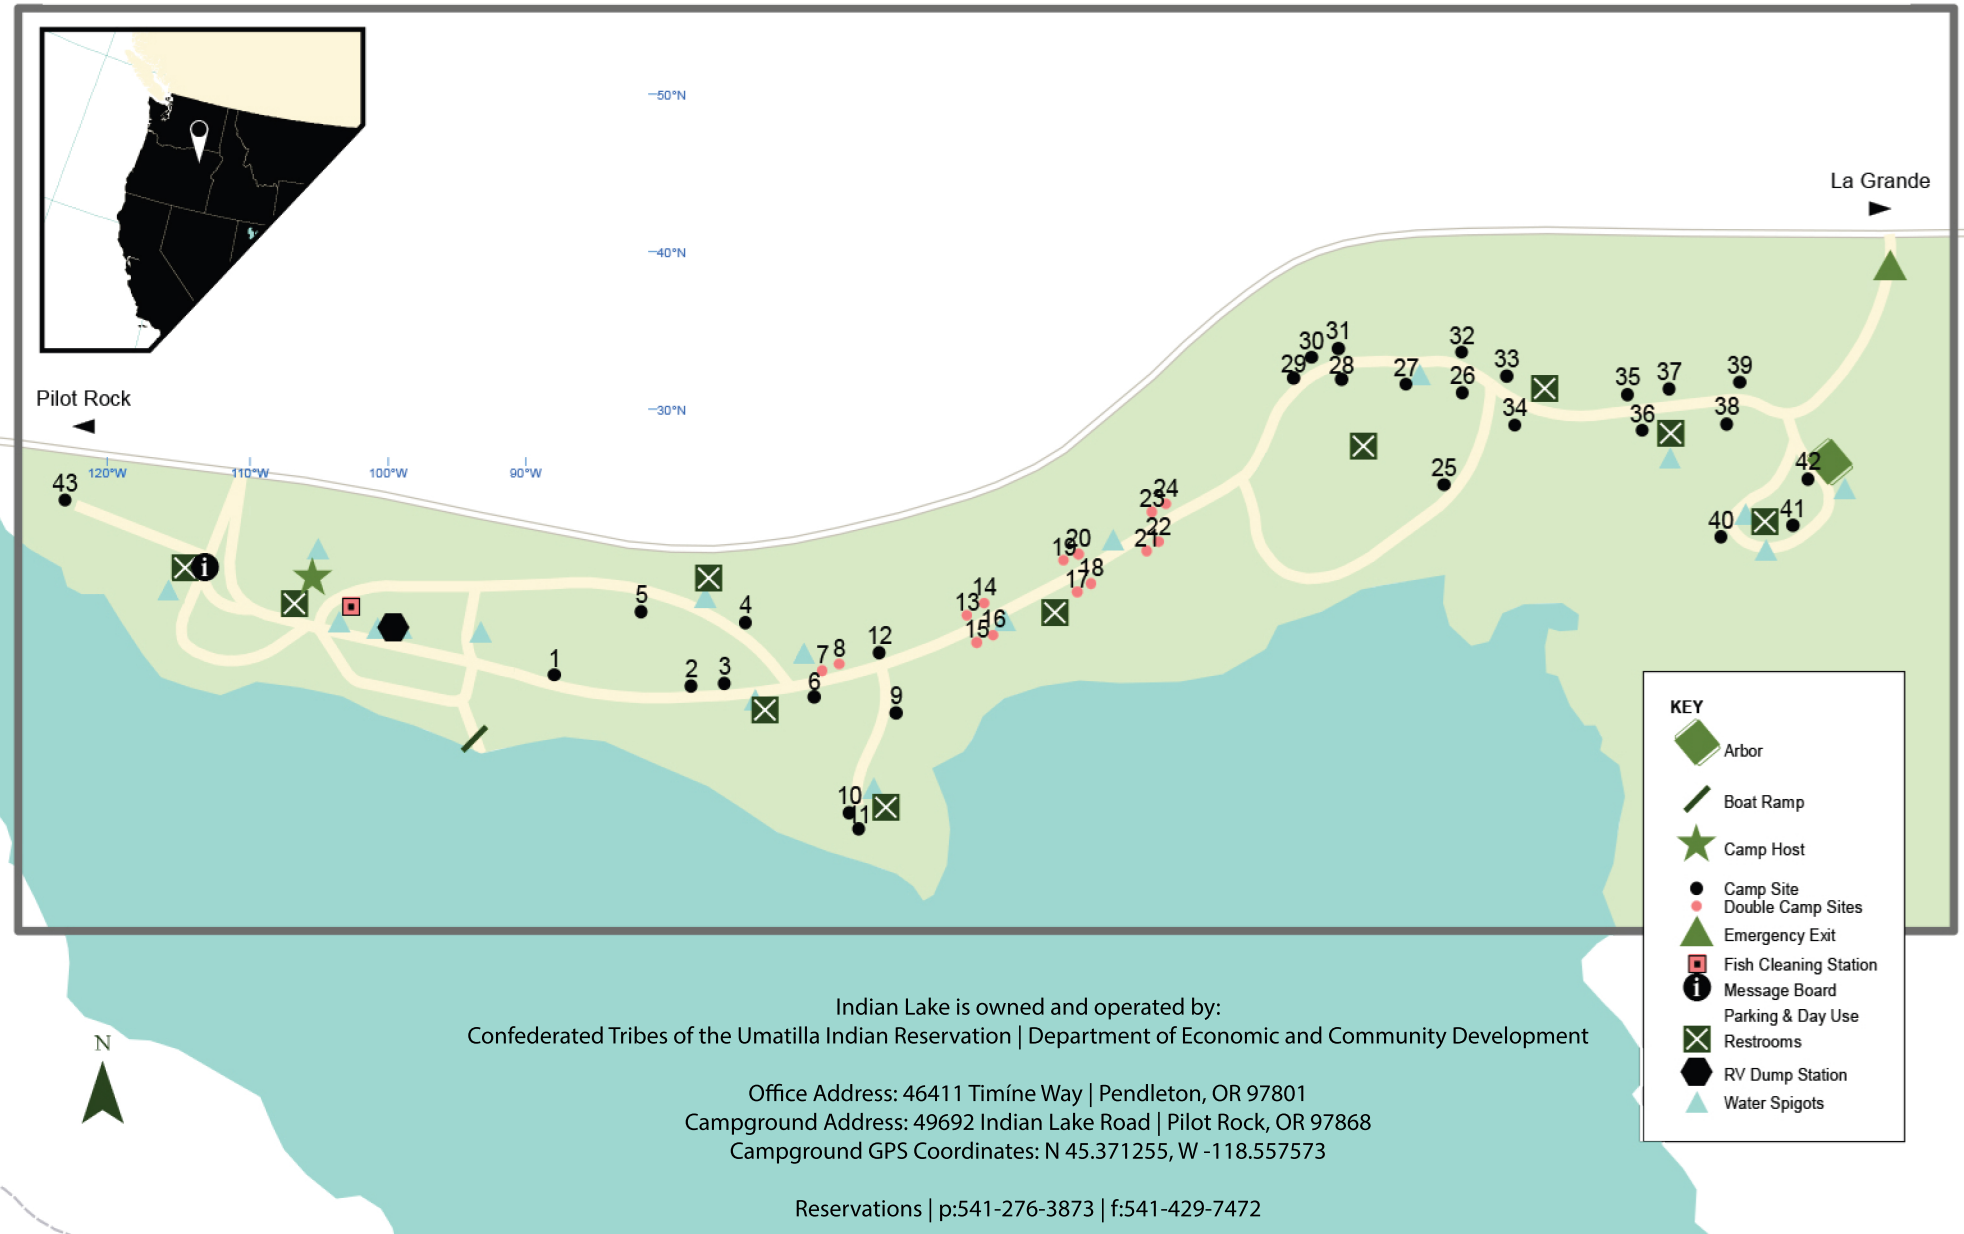 50°N
La Grande
40°N
30°N
Pilot Rock
120°W
110°W
100°W
90°W
43
5
4
1
2
3
6
7
8
12
9
10
11
13
14
15
16
17
18
19
20
21
22
23
24
25
26
27
28
29
30
31
32
33
34
35
36
37
38
39
40
41
42
i
KEY
Arbor
Boat Ramp
Camp Host
Camp Site
Double Camp Sites
Emergency Exit
Fish Cleaning Station
i
Message Board
Parking & Day Use
Restrooms
RV Dump Station
Water Spigots
N
Indian Lake is owned and operated by:
Confederated Tribes of the Umatilla Indian Reservation | Department of Economic and Community Development
Office Address: 46411 Timíne Way | Pendleton, OR 97801
Campground Address: 49692 Indian Lake Road | Pilot Rock, OR 97868
Campground GPS Coordinates: N 45.371255, W -118.557573
Reservations | p:541-276-3873 | f:541-429-7472